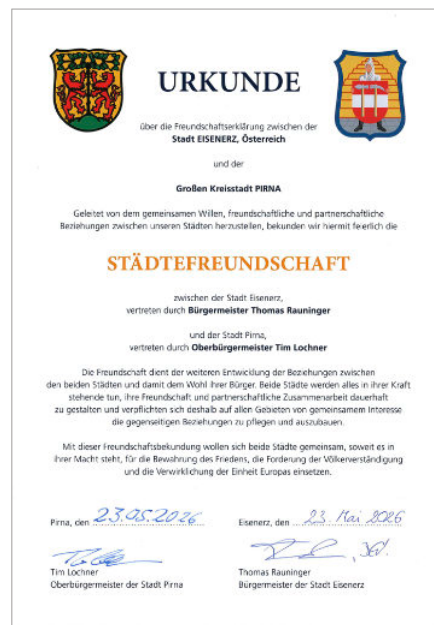 URKUNDE
über die Freundschaftserklärung zwischen der
Stadt EISENERZ, Österreich
und der
Großen Kreisstadt PIRNA
Geleitet von dem gemeinsamen Willen, freundschaftliche und partnerschaftliche
Beziehungen zwischen unseren Städten herzustellen, bekunden wir hiermit feierlich die
STÄDTEFREUNDSCHAFT
zwischen der Stadt Eisenerz,
vertreten durch Bürgermeister Thomas Rauninger
und der Stadt Pirna,
vertreten durch Oberbürgermeister Tim Lochner
Die Freundschaft dient der weiteren Entwicklung der Beziehungen zwischen
den beiden Städten und damit dem Wohl ihrer Bürger. Beide Städte werden alles in ihrer Kraft
stehende tun, ihre Freundschaft und partnerschaftliche Zusammenarbeit dauerhaft
zu gestalten und verpflichten sich deshalb auf allen Gebieten von gemeinsamem Interesse
die gegenseitigen Beziehungen zu pflegen und auszubauen.
Mit dieser Freundschaftsbekundung wollen sich beide Städte gemeinsam, soweit es in
ihrer Macht steht, für die Bewahrung des Friedens, die Förderung der Völkerverständigung
und die Verwirklichung der Einheit Europas einsetzen.
Pirna, den 23.05.2026
Eisenerz, den 23. Mai 2026
Tim Lochner
Oberbürgermeister der Stadt Pirna
Thomas Rauninger
Bürgermeister der Stadt Eisenerz